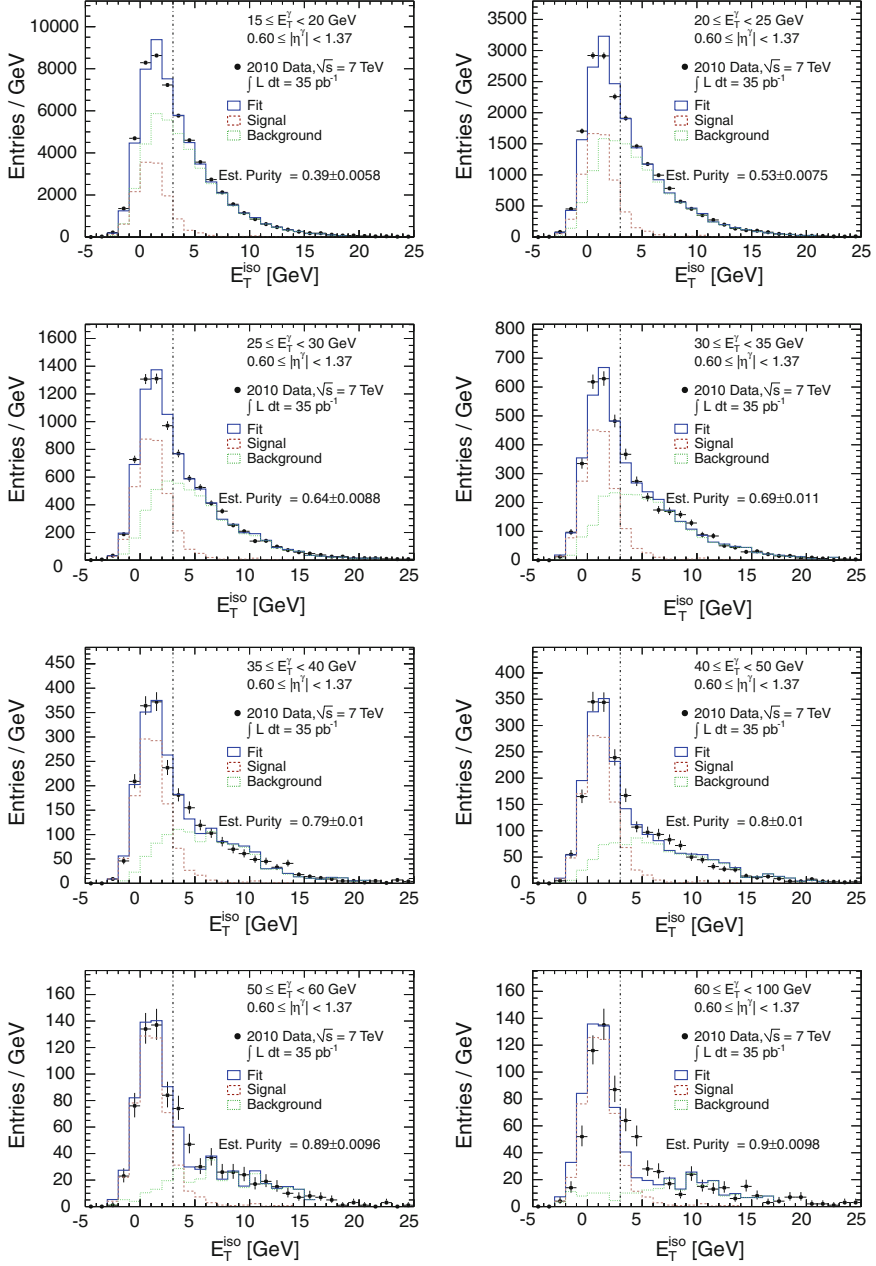 15 ≤ E_T^γ < 20 GeV
0.60 ≤ |η^γ| < 1.37
2010 Data, √s = 7 TeV
∫ L dt = 35 pb⁻¹
Fit
Signal
Background
Est. Purity = 0.39±0.0058
Entries / GeV
10000
8000
6000
4000
2000
0
-5 0 5 10 15 20 25
E_T^iso [GeV]
20 ≤ E_T^γ < 25 GeV
0.60 ≤ |η^γ| < 1.37
2010 Data, √s = 7 TeV
∫ L dt = 35 pb⁻¹
Fit
Signal
Background
Est. Purity = 0.53±0.0075
Entries / GeV
3500
3000
2500
2000
1500
1000
500
0
-5 0 5 10 15 20 25
E_T^iso [GeV]
25 ≤ E_T^γ < 30 GeV
0.60 ≤ |η^γ| < 1.37
2010 Data, √s = 7 TeV
∫ L dt = 35 pb⁻¹
Fit
Signal
Background
Est. Purity = 0.64±0.0088
Entries / GeV
1600
1400
1200
1000
800
600
400
200
0
-5 0 5 10 15 20 25
E_T^iso [GeV]
30 ≤ E_T^γ < 35 GeV
0.60 ≤ |η^γ| < 1.37
2010 Data, √s = 7 TeV
∫ L dt = 35 pb⁻¹
Fit
Signal
Background
Est. Purity = 0.69±0.011
Entries / GeV
800
700
600
500
400
300
200
100
0
-5 0 5 10 15 20 25
E_T^iso [GeV]
35 ≤ E_T^γ < 40 GeV
0.60 ≤ |η^γ| < 1.37
2010 Data, √s = 7 TeV
∫ L dt = 35 pb⁻¹
Fit
Signal
Background
Est. Purity = 0.79±0.01
Entries / GeV
450
400
350
300
250
200
150
100
50
0
-5 0 5 10 15 20 25
E_T^iso [GeV]
40 ≤ E_T^γ < 50 GeV
0.60 ≤ |η^γ| < 1.37
2010 Data, √s = 7 TeV
∫ L dt = 35 pb⁻¹
Fit
Signal
Background
Est. Purity = 0.8±0.01
Entries / GeV
400
350
300
250
200
150
100
50
0
-5 0 5 10 15 20 25
E_T^iso [GeV]
50 ≤ E_T^γ < 60 GeV
0.60 ≤ |η^γ| < 1.37
2010 Data, √s = 7 TeV
∫ L dt = 35 pb⁻¹
Fit
Signal
Background
Est. Purity = 0.89±0.0096
Entries / GeV
160
140
120
100
80
60
40
20
0
-5 0 5 10 15 20 25
E_T^iso [GeV]
60 ≤ E_T^γ < 100 GeV
0.60 ≤ |η^γ| < 1.37
2010 Data, √s = 7 TeV
∫ L dt = 35 pb⁻¹
Fit
Signal
Background
Est. Purity = 0.9±0.0098
Entries / GeV
160
140
120
100
80
60
40
20
0
-5 0 5 10 15 20 25
E_T^iso [GeV]